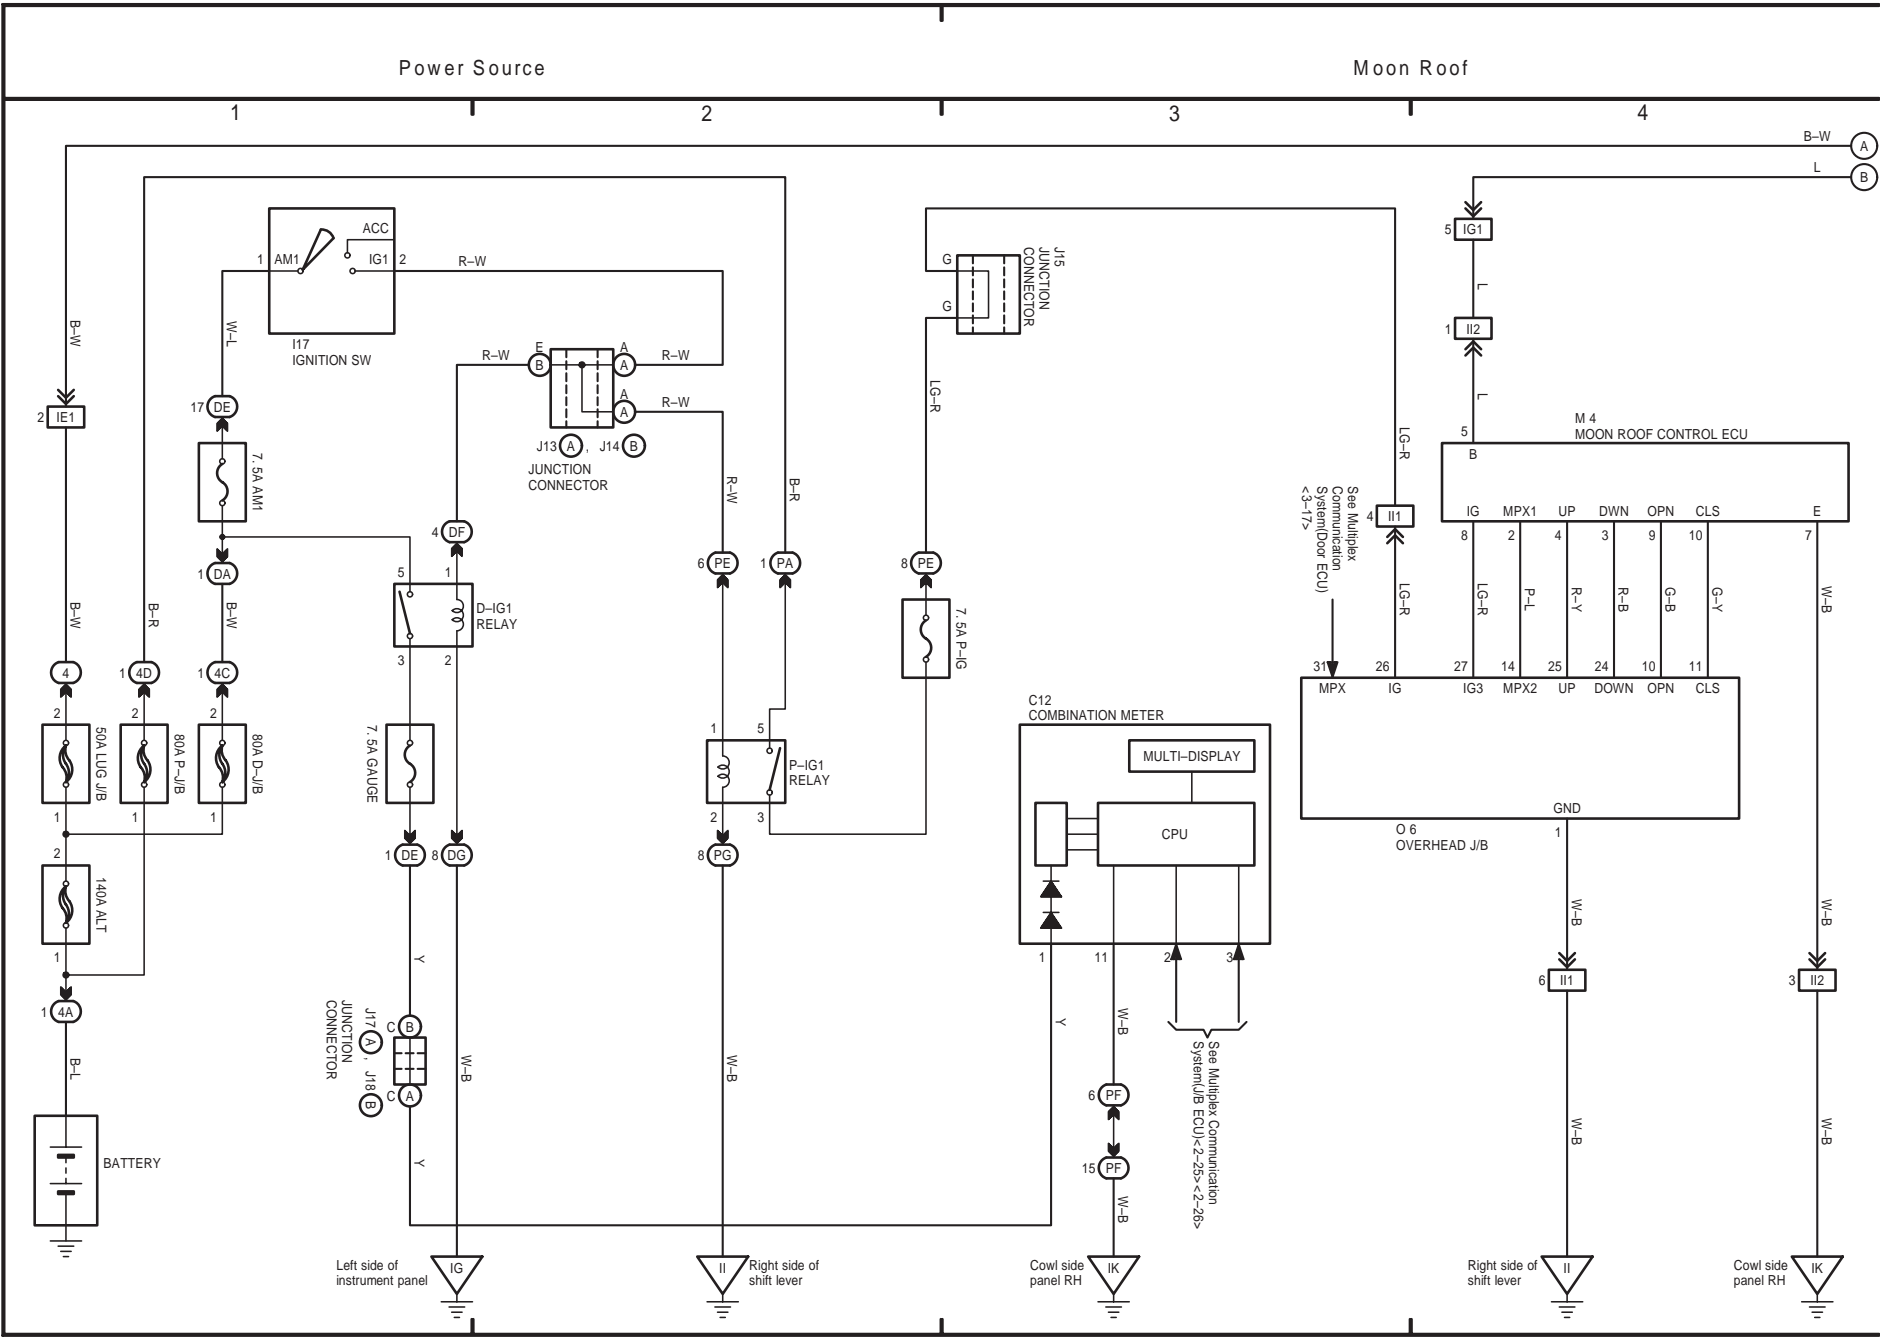 Power Source
Moon Roof
1
2
3
4
B–W
A
L
B
ACC
1
AM1
IG1
2
R–W
I17
IGNITION SW
G
G
J15
JUNCTION
CONNECTOR
5
IG1
L
1
II2
L
B–W
W–L
2
IE1
17
DE
7. 5A AM1
R–W
E
B
A
A
R–W
A
A
R–W
J13
A
,
J14
B
JUNCTION
CONNECTOR
LG–R
LG–R
R–W
B–R
4
DF
1
DA
6
PE
1
PA
8
PE
See Multiplex
Communication
System(Door ECU)
<3–17>
4
II1
M 4
MOON ROOF CONTROL ECU
5
B
IG
MPX1
UP
DWN
OPN
CLS
E
8
2
4
3
9
10
7
B–W
B–R
B–W
5
1
D–IG1
RELAY
3
2
7. 5A P–IG
LG–R
LG–R
P–L
R–Y
R–B
G–B
G–Y
W–B
4
1
4D
1
4C
31
26
27
14
25
24
10
11
MPX
IG
IG3
MPX2
UP
DOWN
OPN
CLS
2
2
2
50A LUG J/B
80A P–J/B
80A D–J/B
1
1
1
7. 5A GAUGE
1
5
P–IG1
RELAY
2
3
C12
COMBINATION METER
MULTI–DISPLAY
CPU
GND
1
O 6
OVERHEAD J/B
2
140A ALT
1
1
DE
8
DG
8
PG
1
11
2
3
W–B
W–B
1
4A
Y
6
II1
3
II2
B–L
J17
A
,
J18
B
JUNCTION
CONNECTOR
C
B
C
A
W–B
W–B
Y
W–B
See Multiplex Communication
System(J/B ECU)<2–25><2–26>
6
PF
15
PF
W–B
W–B
W–B
BATTERY
Y
Left side of
instrument panel
IG
II
Right side of
shift lever
Cowl side
panel RH
IK
Right side of
shift lever
II
Cowl side
panel RH
IK